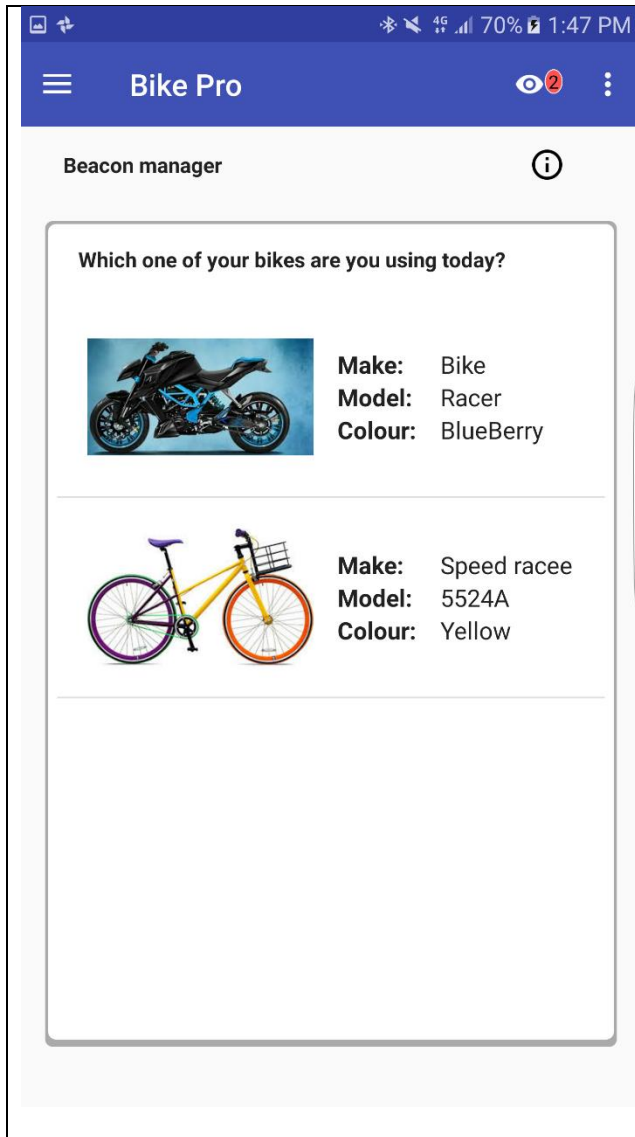 4G 70% 1:47 PM
Bike Pro 2
Beacon manager
Which one of your bikes are you using today?
Make: Bike
Model: Racer
Colour: BlueBerry
Make: Speed racee
Model: 5524A
Colour: Yellow